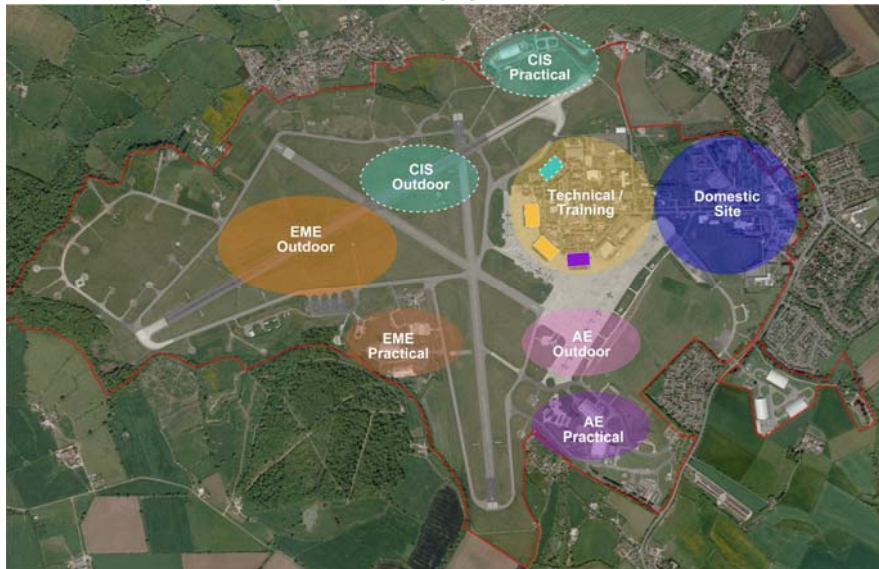 CIS
Practical
CIS
Outdoor
Technical /
Training
Domestic
Site
EME
Outdoor
EME
Practical
AE
Outdoor
AE
Practical